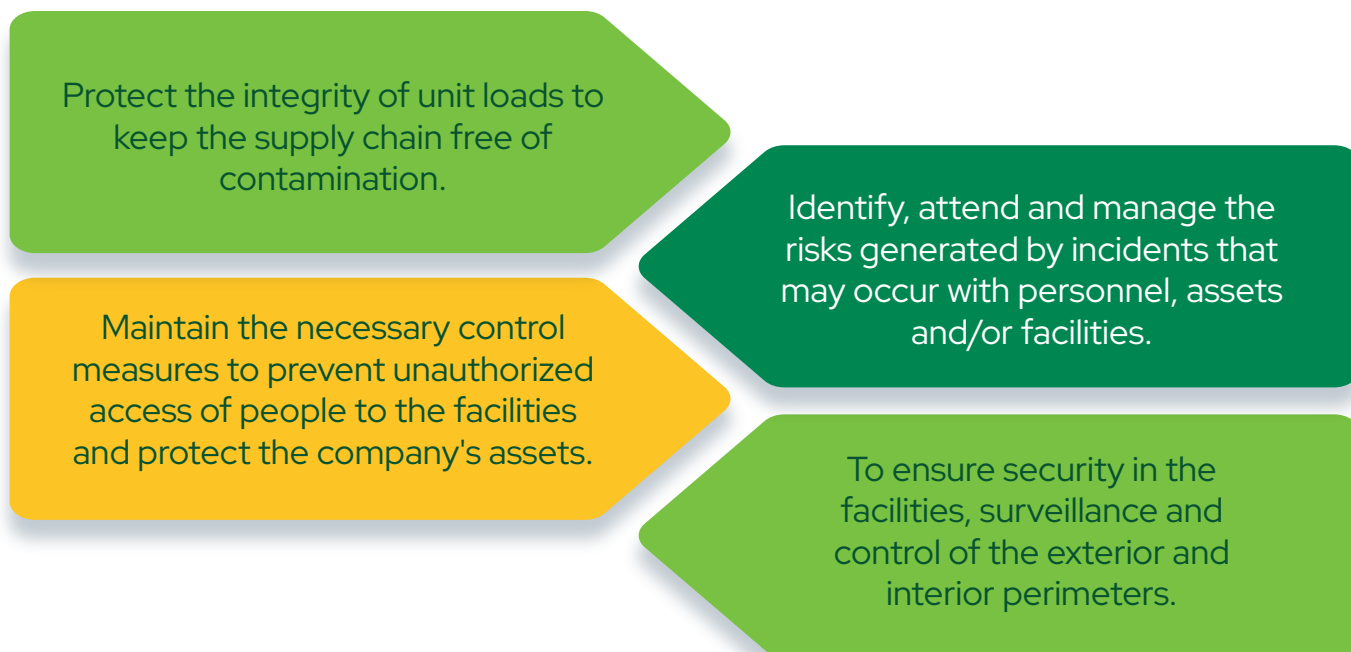 Protect the integrity of unit loads to
keep the supply chain free of
contamination.
Identify, attend and manage the
risks generated by incidents that
may occur with personnel, assets
and/or facilities.
Maintain the necessary control
measures to prevent unauthorized
access of people to the facilities
and protect the company's assets.
To ensure security in the
facilities, surveillance and
control of the exterior and
interior perimeters.